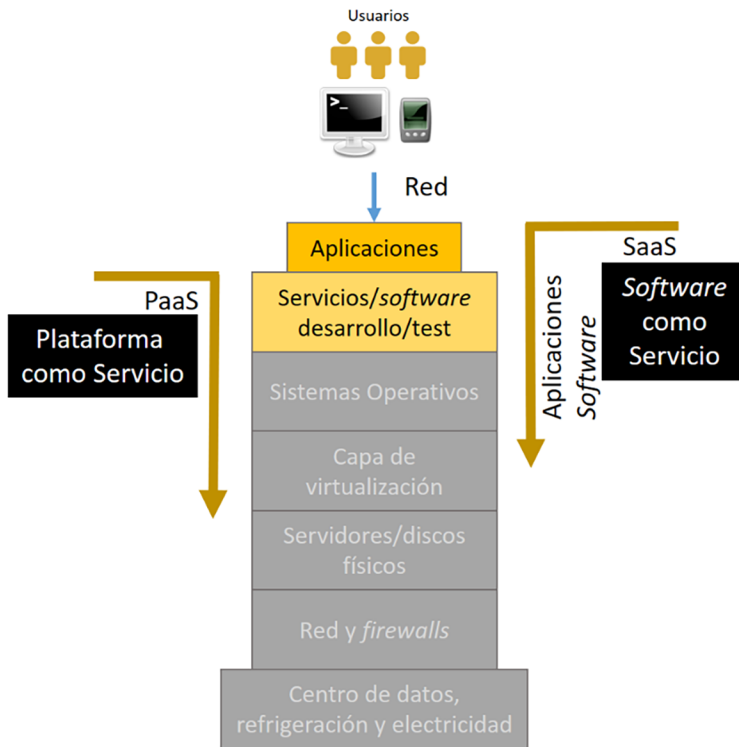 Usuarios
>_
Red
Aplicaciones
Servicios/software
desarrollo/test
Sistemas Operativos
Capa de
virtualización
Servidores/discos
físicos
Red y firewalls
Centro de datos,
refrigeración y electricidad
PaaS
Plataforma
como Servicio
SaaS
Software
como
Servicio
Aplicaciones
Software